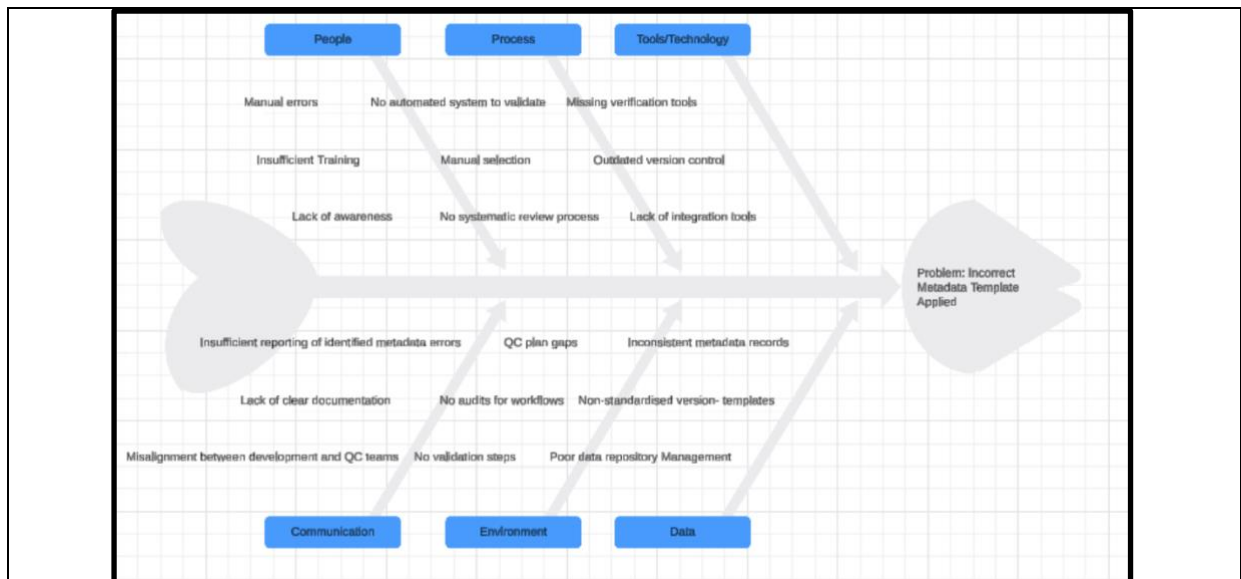 People Process Tools/Technology
Manual errors No automated system to validate Missing verification tools
Insufficient Training Manual selection Outdated version control
Lack of awareness No systematic review process Lack of integration tools
Problem: Incorrect
Metadata Template
Applied
Insufficient reporting of identified metadata errors QC plan gaps Inconsistent metadata records
Lack of clear documentation No audits for workflows Non-standardised version- templates
Misalignment between development and QC teams No validation steps Poor data repository Management
Communication Environment Data